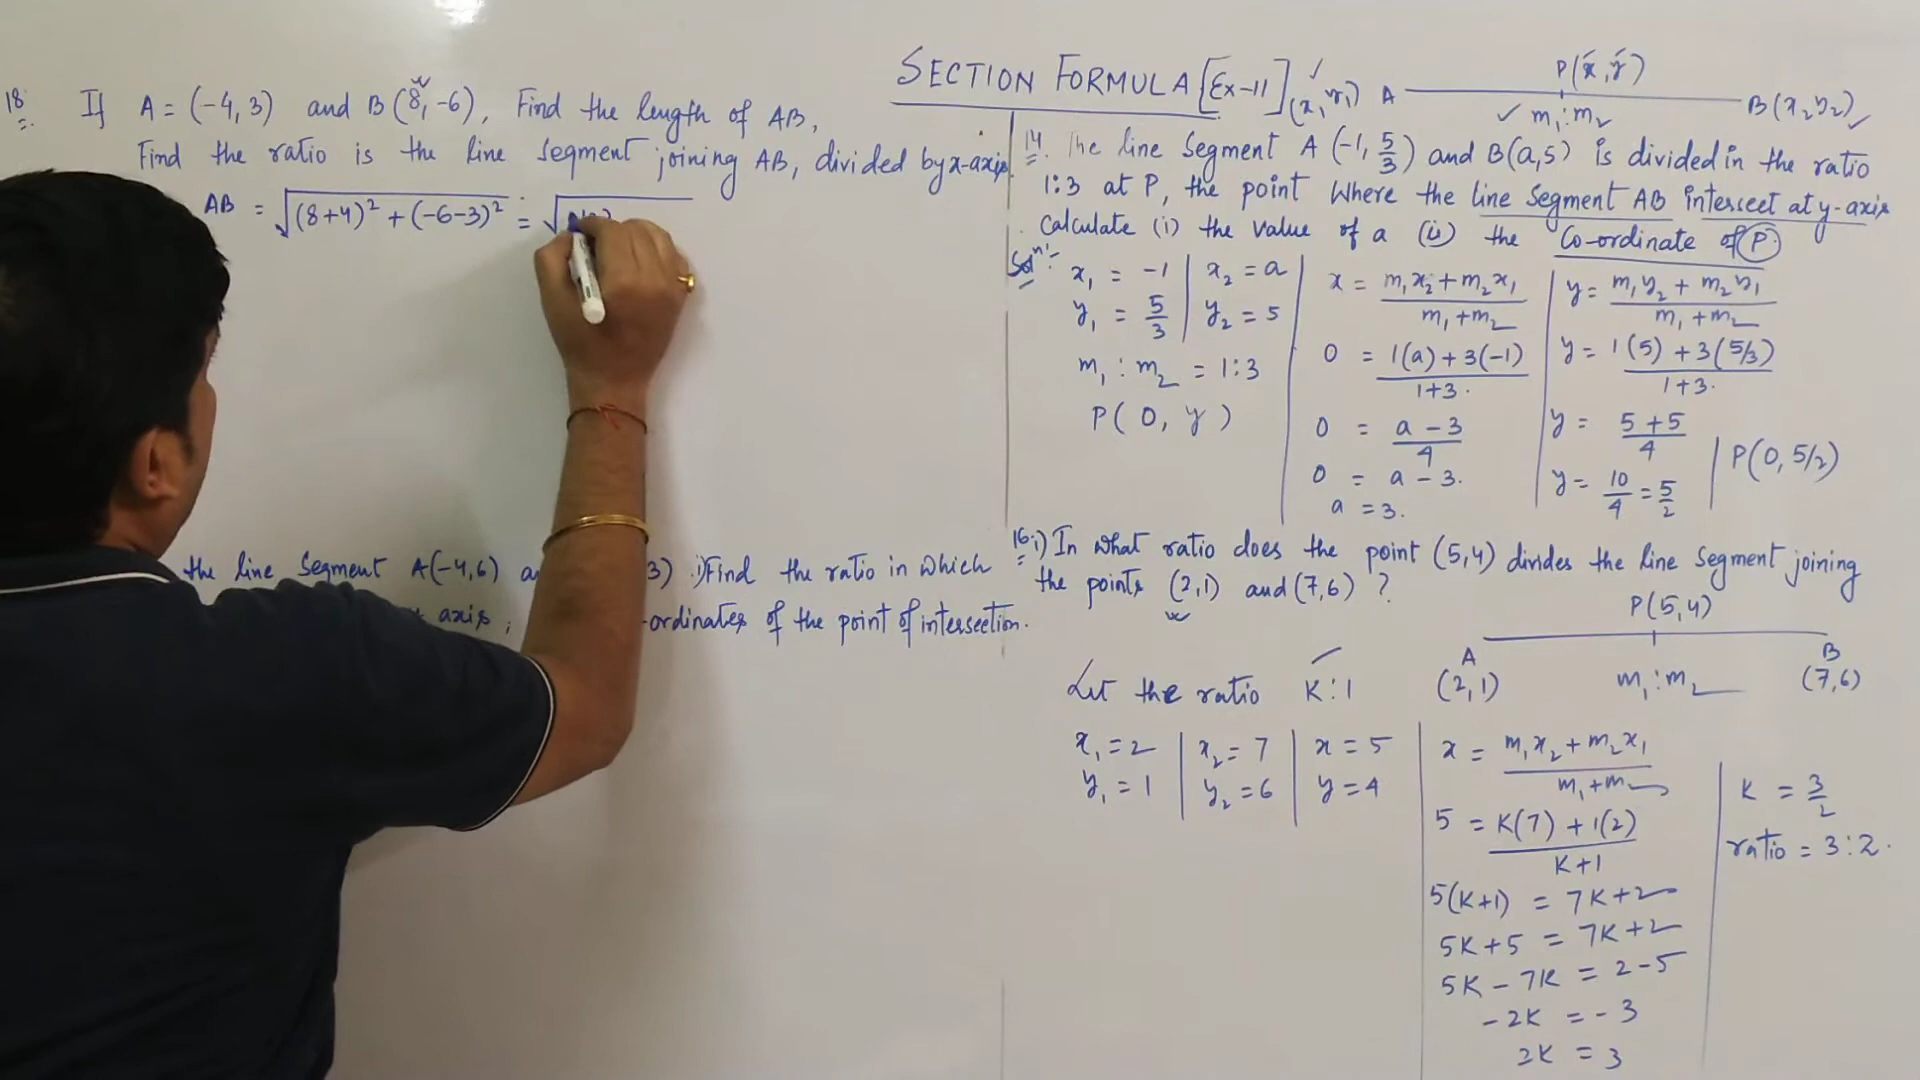 SECTION FORMULA [Ex-11]
(x₁, y₁) A
P(x, y)
m₁ : m₂
B(x₂ y₂)
18. If A = (-4, 3) and B(8, -6), Find the length of AB,
Find the ratio is the line segment joining AB, divided by x-axis.
AB = √((8+4)² + (-6-3)²) = √
the line Segment A(-4,6) 3) i) Find the ratio in which
axis, -ordinates of the point of intersection.
14. The line Segment A (-1, 5/3) and B(a,5) is divided in the ratio
1:3 at P, the point Where the line segment AB interseet at y-axis
Calculate (i) the value of a (ii) the Co-ordinate of P.
Solⁿ:-
x₁ = -1
y₁ = 5/3
x₂ = a
y₂ = 5
m₁ : m₂ = 1:3
P( 0, y )
x = (m₁x₂ + m₂x₁)/(m₁+m₂)
0 = (1(a) + 3(-1))/(1+3.)
0 = (a - 3)/4
0 = a - 3.
a = 3.
y = (m₁y₂ + m₂y₁)/(m₁+m₂)
y = (1(5) + 3(5/3))/(1+3.)
y = (5+5)/4
y = 10/4 = 5/2
P(0, 5/2)
16. i) In what ratio does the point (5,4) divides the line segment joining
the points (2,1) and (7,6) ?
P(5,4)
A
(2,1)
m₁ : m₂
B
(7,6)
Let the ratio K:1
x₁ = 2
y₁ = 1
x₂ = 7
y₂ = 6
x = 5
y = 4
x = (m₁x₂ + m₂x₁)/(m₁+m₂)
5 = (K(7) + 1(2))/(K+1)
5(K+1) = 7K+2
5K+5 = 7K+2
5K - 7K = 2-5
-2K = -3
2K = 3
K = 3/2
ratio = 3:2.